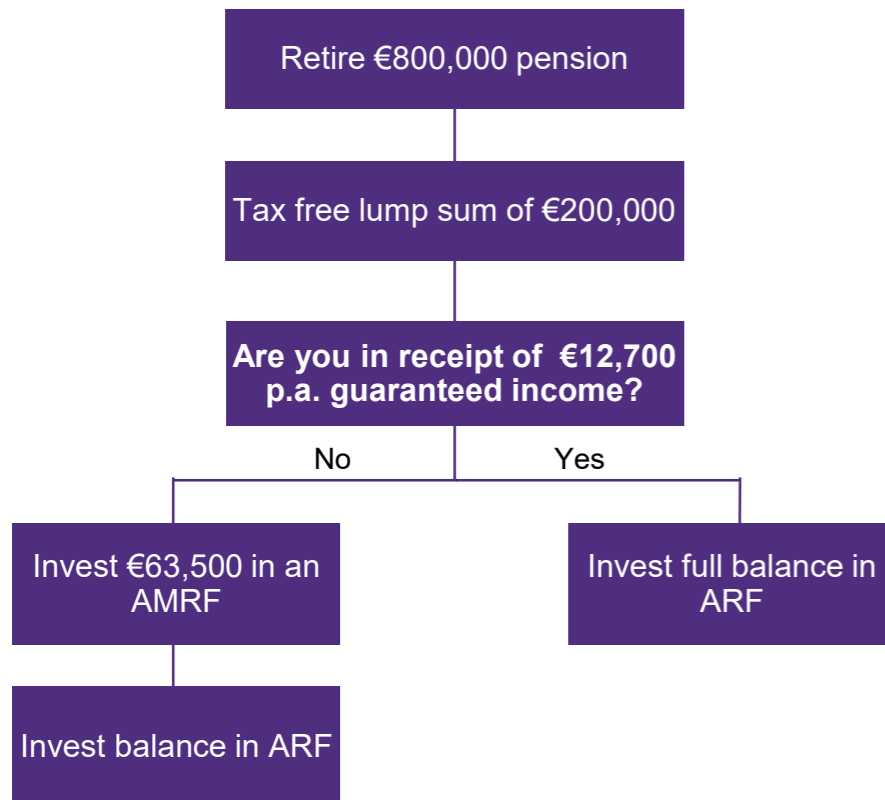 Retire €800,000 pension
Tax free lump sum of €200,000
Are you in receipt of €12,700
p.a. guaranteed income?
No
Yes
Invest €63,500 in an
AMRF
Invest full balance in
ARF
Invest balance in ARF